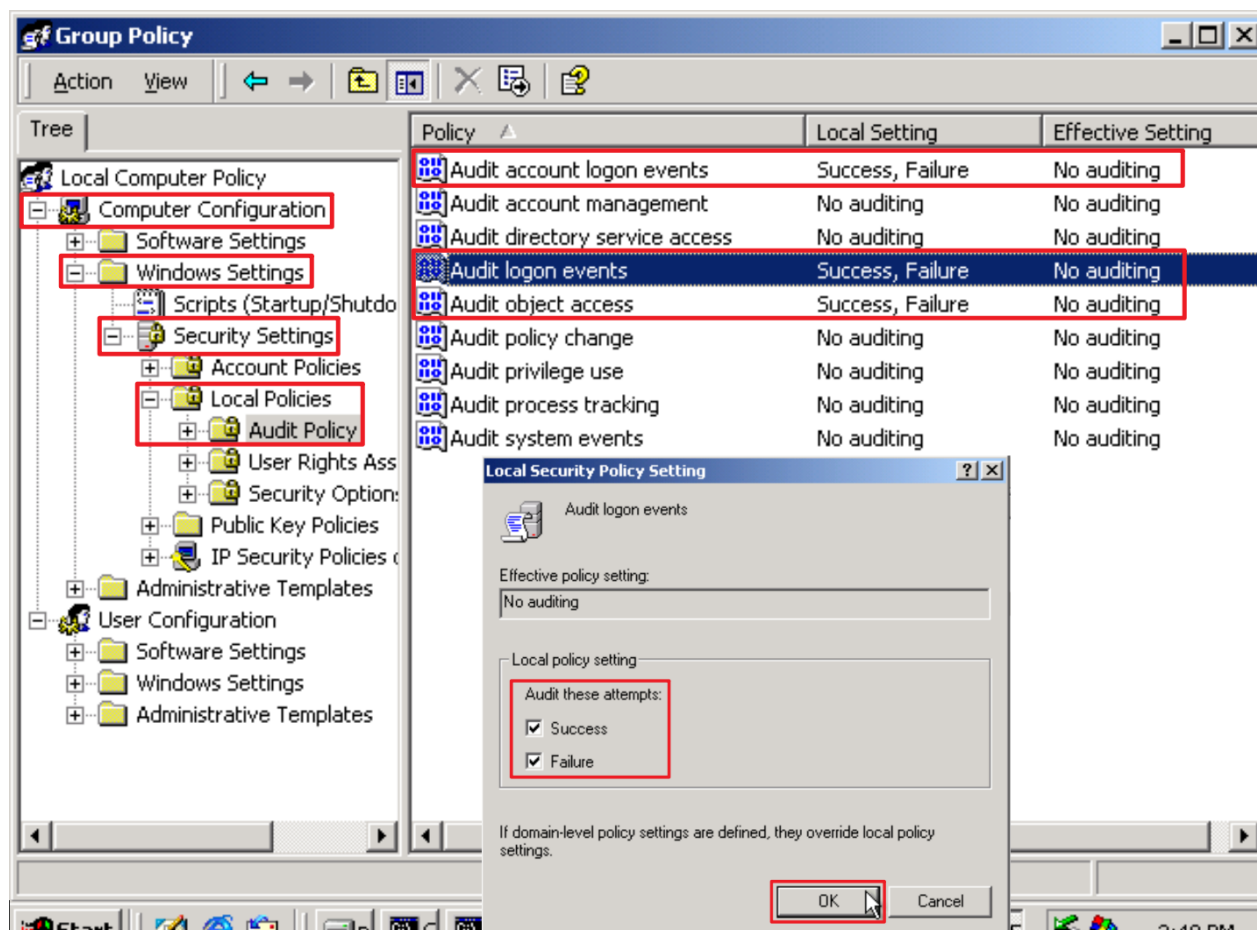 Group Policy
Action View
Tree
Policy Local Setting Effective Setting
Local Computer Policy
Computer Configuration
Software Settings
Windows Settings
Scripts (Startup/Shutdo
Security Settings
Account Policies
Local Policies
Audit Policy
User Rights Ass
Security Option
Public Key Policies
IP Security Policies
Administrative Templates
User Configuration
Software Settings
Windows Settings
Administrative Templates
Audit account logon events Success, Failure No auditing
Audit account management No auditing No auditing
Audit directory service access No auditing No auditing
Audit logon events Success, Failure No auditing
Audit object access Success, Failure No auditing
Audit policy change No auditing No auditing
Audit privilege use No auditing No auditing
Audit process tracking No auditing No auditing
Audit system events No auditing No auditing
Local Security Policy Setting
Audit logon events
Effective policy setting:
No auditing
Local policy setting
Audit these attempts:
Success
Failure
If domain-level policy settings are defined, they override local policy
settings.
OK Cancel
Start